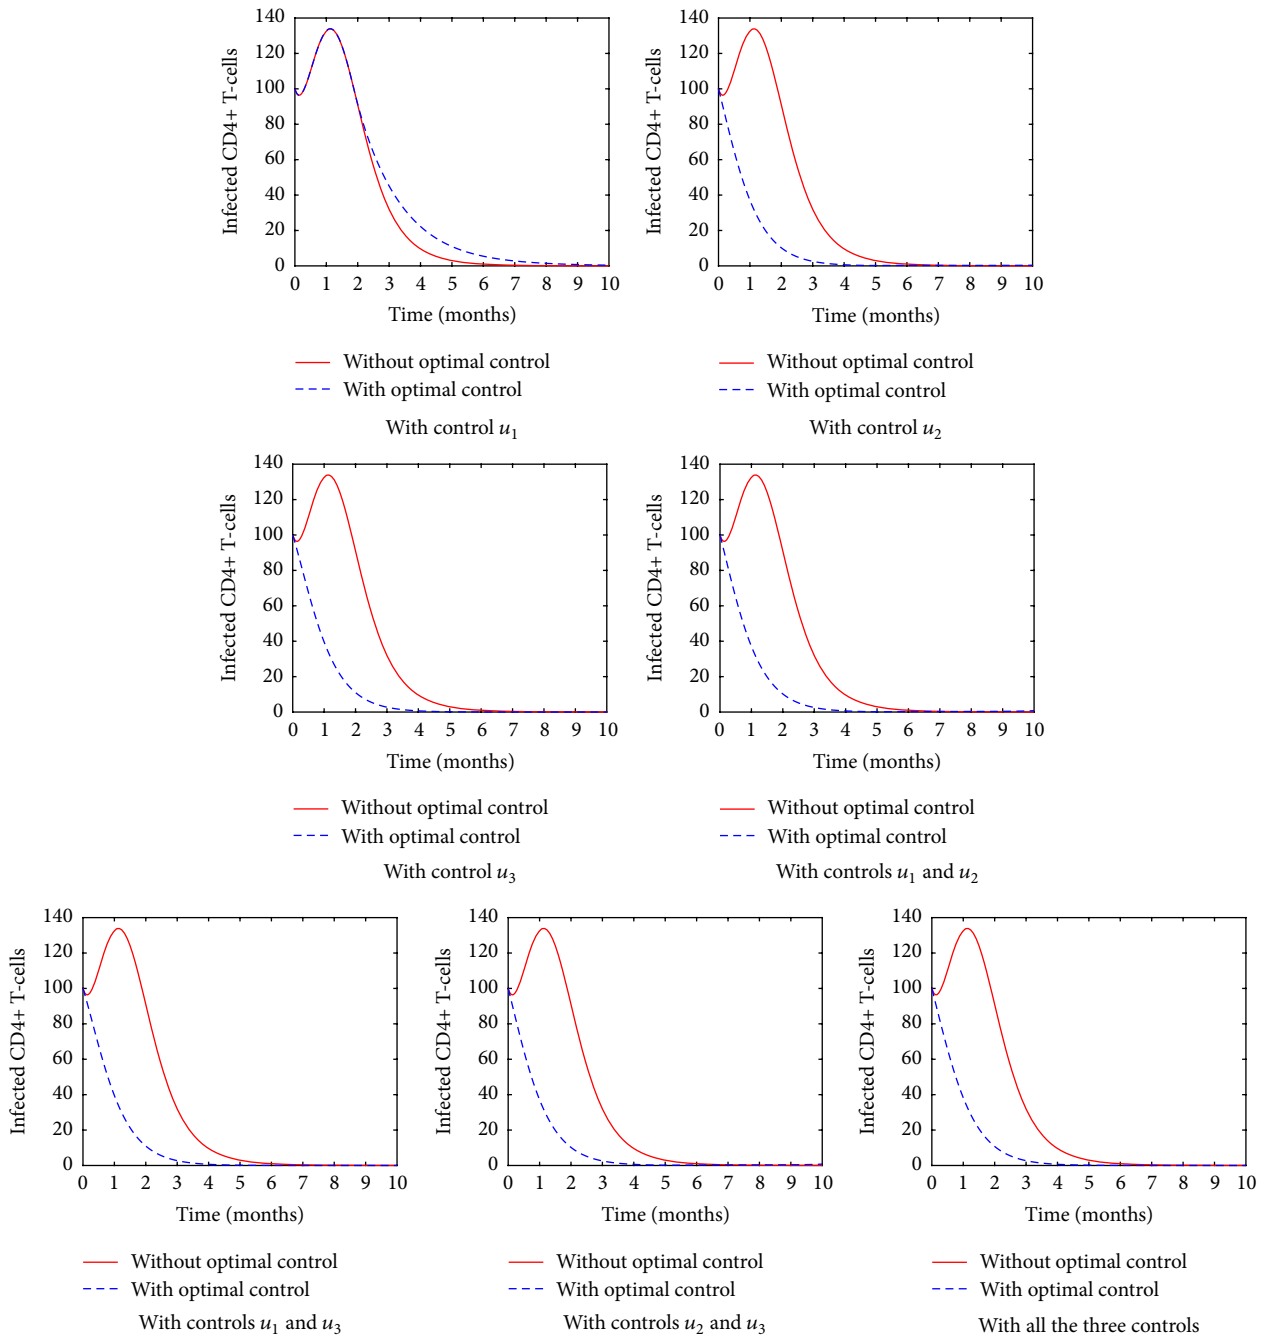 140
120
100
80
60
40
20
0
Infected CD4+ T-cells
0 1 2 3 4 5 6 7 8 9 10
Time (months)
Without optimal control
With optimal control
With control u₁
140
120
100
80
60
40
20
0
Infected CD4+ T-cells
0 1 2 3 4 5 6 7 8 9 10
Time (months)
Without optimal control
With optimal control
With control u₂
140
120
100
80
60
40
20
0
Infected CD4+ T-cells
0 1 2 3 4 5 6 7 8 9 10
Time (months)
Without optimal control
With optimal control
With control u₃
140
120
100
80
60
40
20
0
Infected CD4+ T-cells
0 1 2 3 4 5 6 7 8 9 10
Time (months)
Without optimal control
With optimal control
With controls u₁ and u₂
140
120
100
80
60
40
20
0
Infected CD4+ T-cells
0 1 2 3 4 5 6 7 8 9 10
Time (months)
Without optimal control
With optimal control
With controls u₁ and u₃
140
120
100
80
60
40
20
0
Infected CD4+ T-cells
0 1 2 3 4 5 6 7 8 9 10
Time (months)
Without optimal control
With optimal control
With controls u₂ and u₃
140
120
100
80
60
40
20
0
Infected CD4+ T-cells
0 1 2 3 4 5 6 7 8 9 10
Time (months)
Without optimal control
With optimal control
With all the three controls